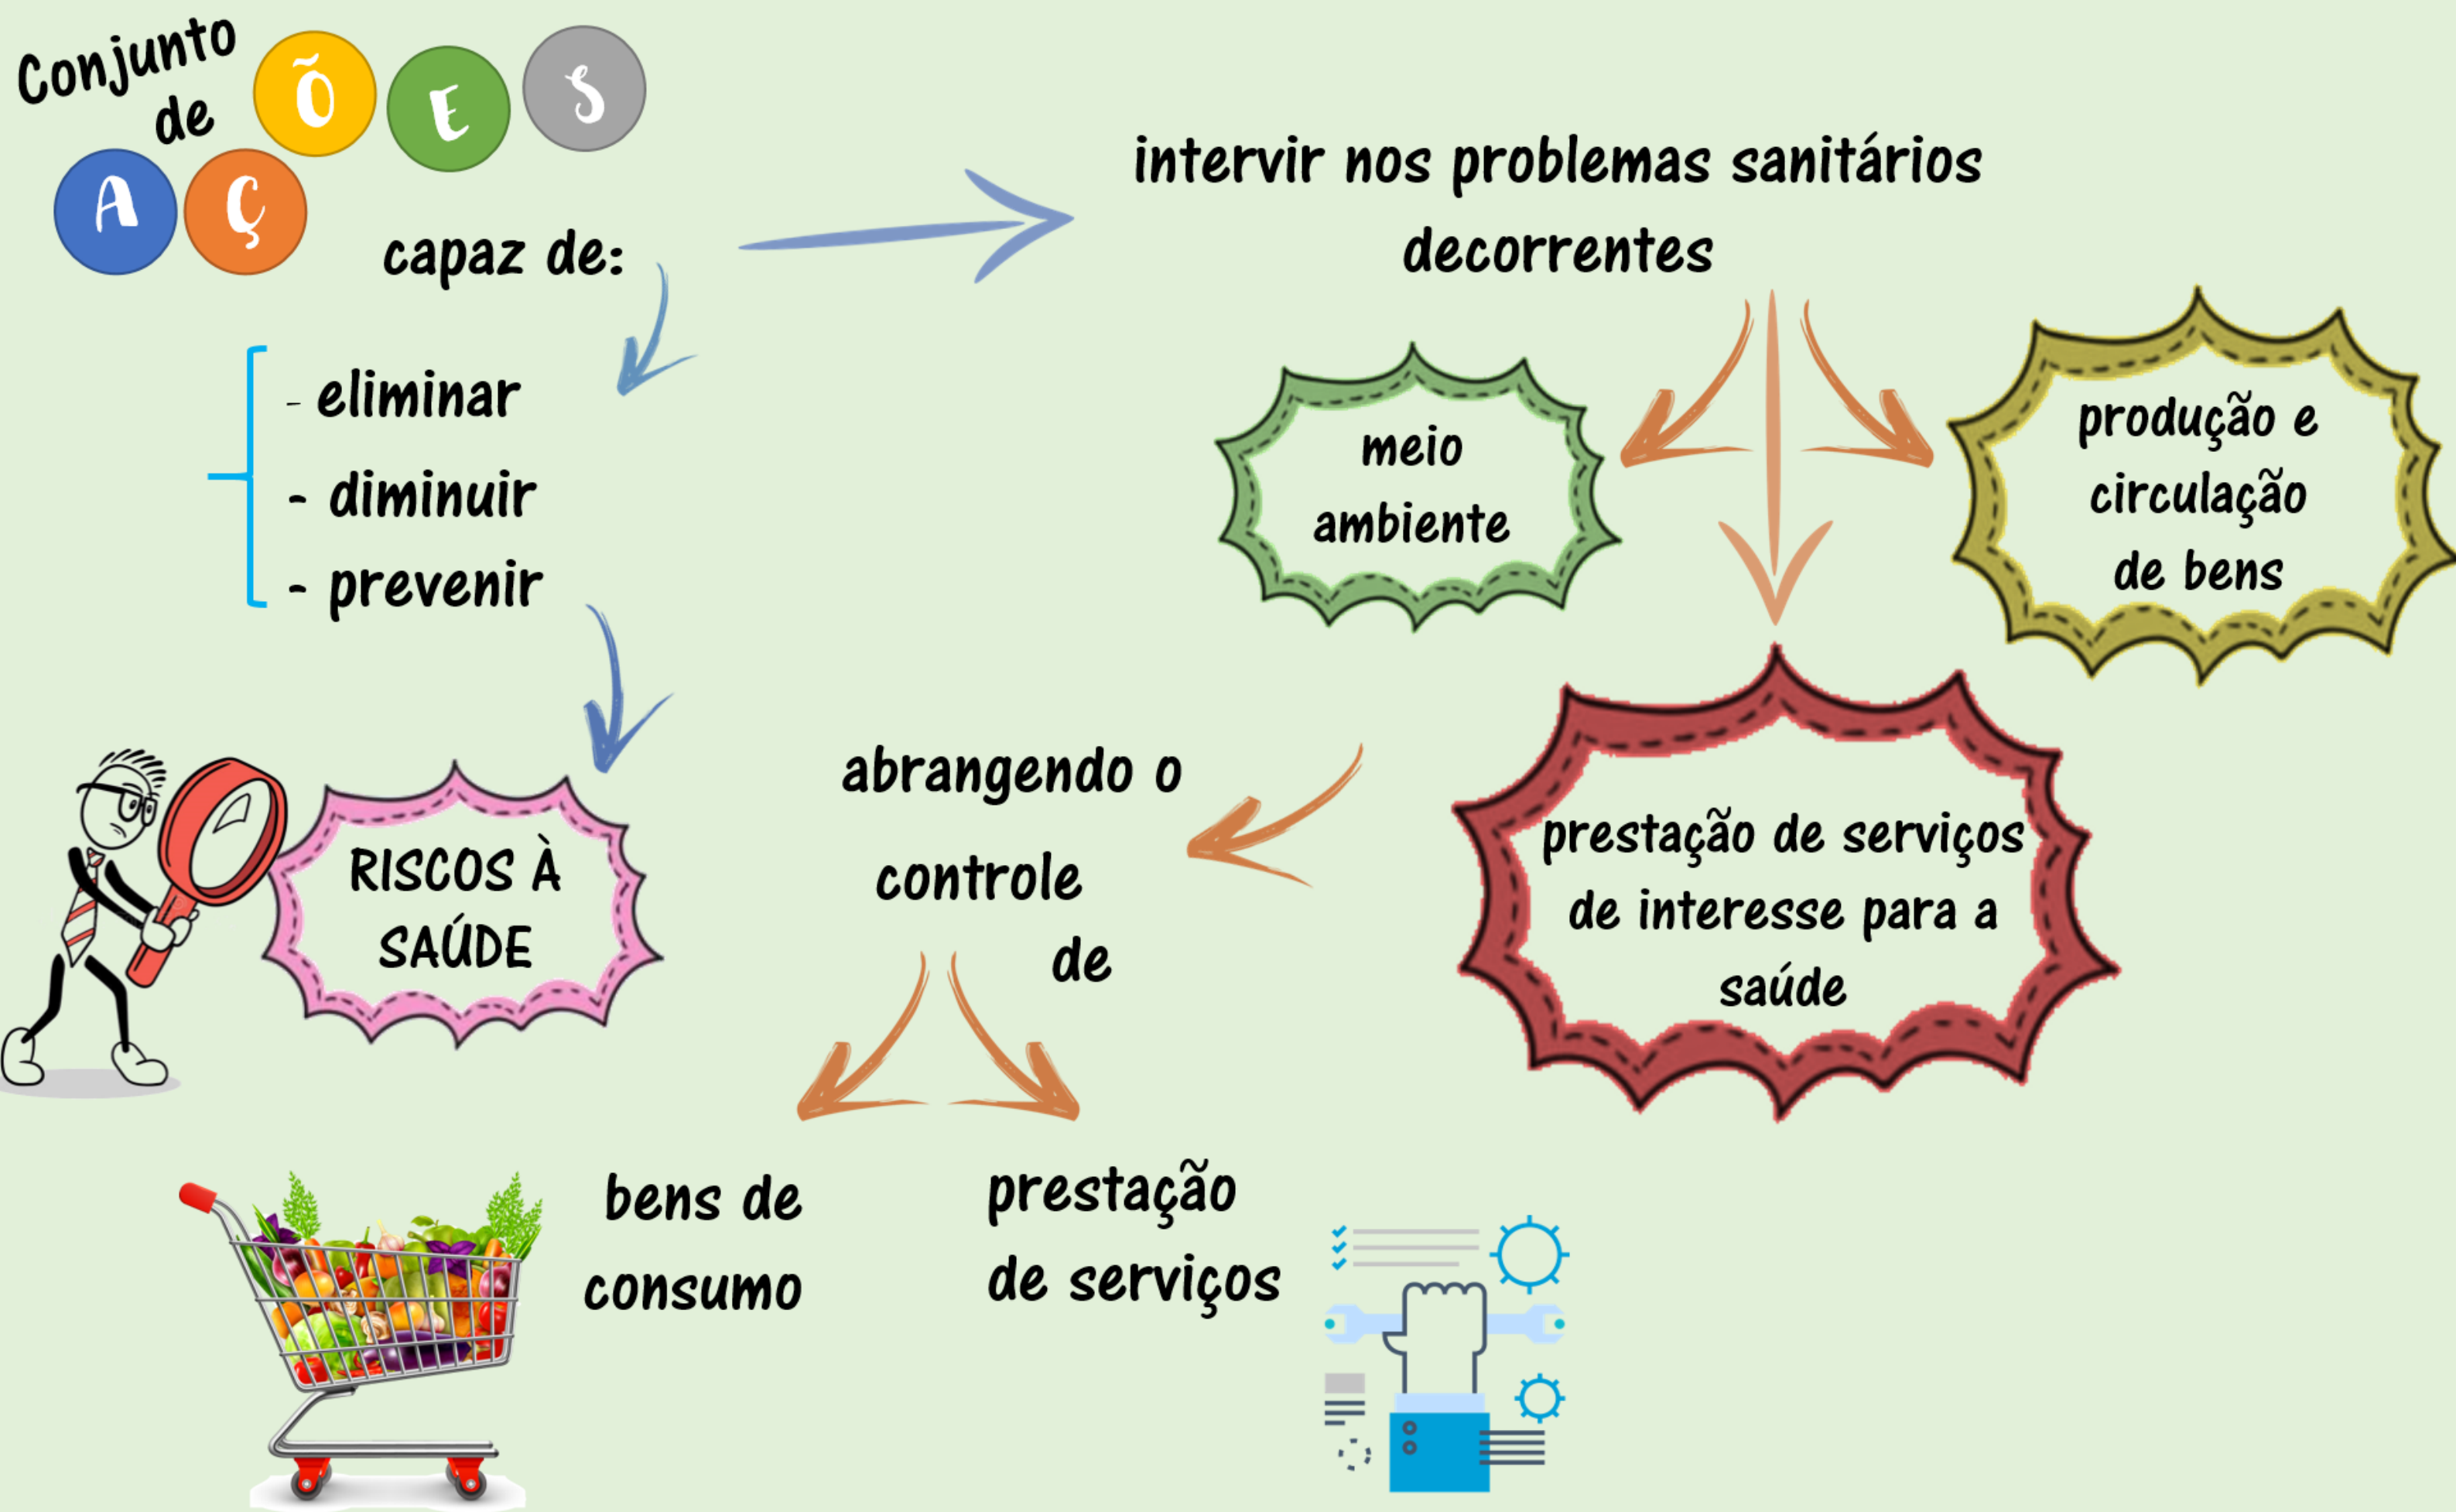 Conjunto
de
AÇÕES
capaz de:
- eliminar
- diminuir
- prevenir
RISCOS À
SAÚDE
intervir nos problemas sanitários
decorrentes
meio
ambiente
produção e
circulação
de bens
prestação de serviços
de interesse para a
saúde
abrangendo o
controle
de
bens de
consumo
prestação
de serviços